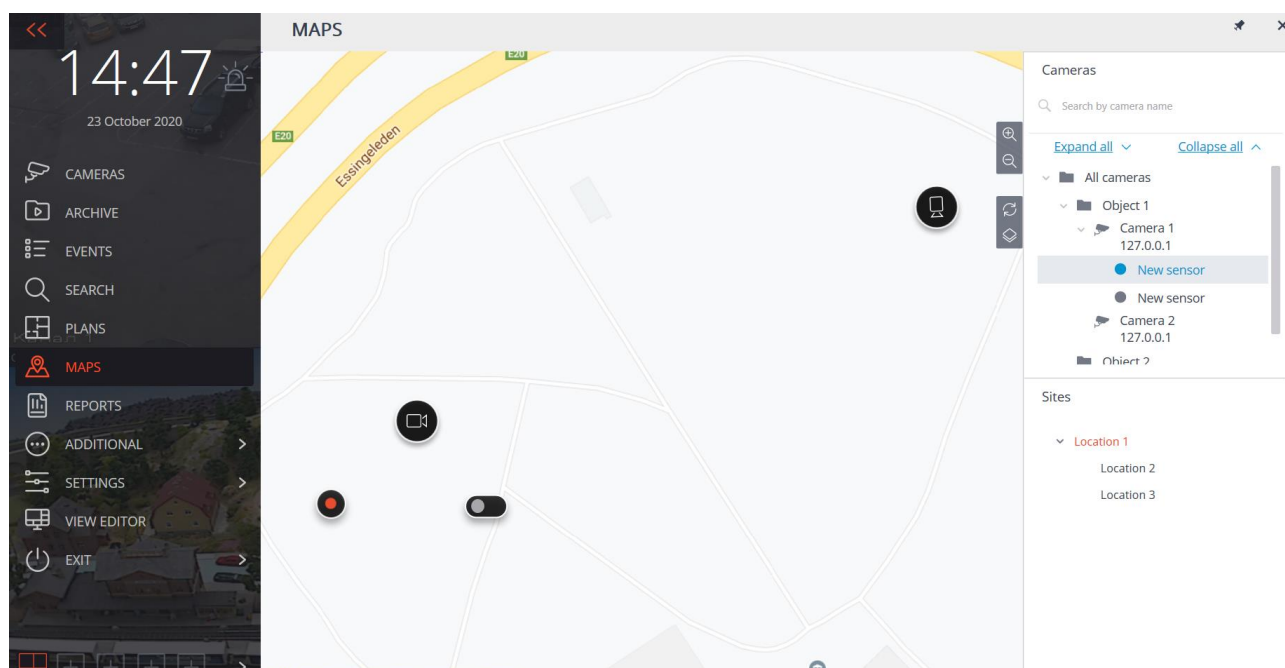 <<
14:47
23 October 2020
CAMERAS
ARCHIVE
EVENTS
SEARCH
PLANS
MAPS
REPORTS
ADDITIONAL
SETTINGS
VIEW EDITOR
EXIT
MAPS
E20
E20
Essingeleden
Cameras
Search by camera name
Expand all
Collapse all
All cameras
Object 1
Camera 1
127.0.0.1
New sensor
New sensor
Camera 2
127.0.0.1
Object 2
Sites
Location 1
Location 2
Location 3